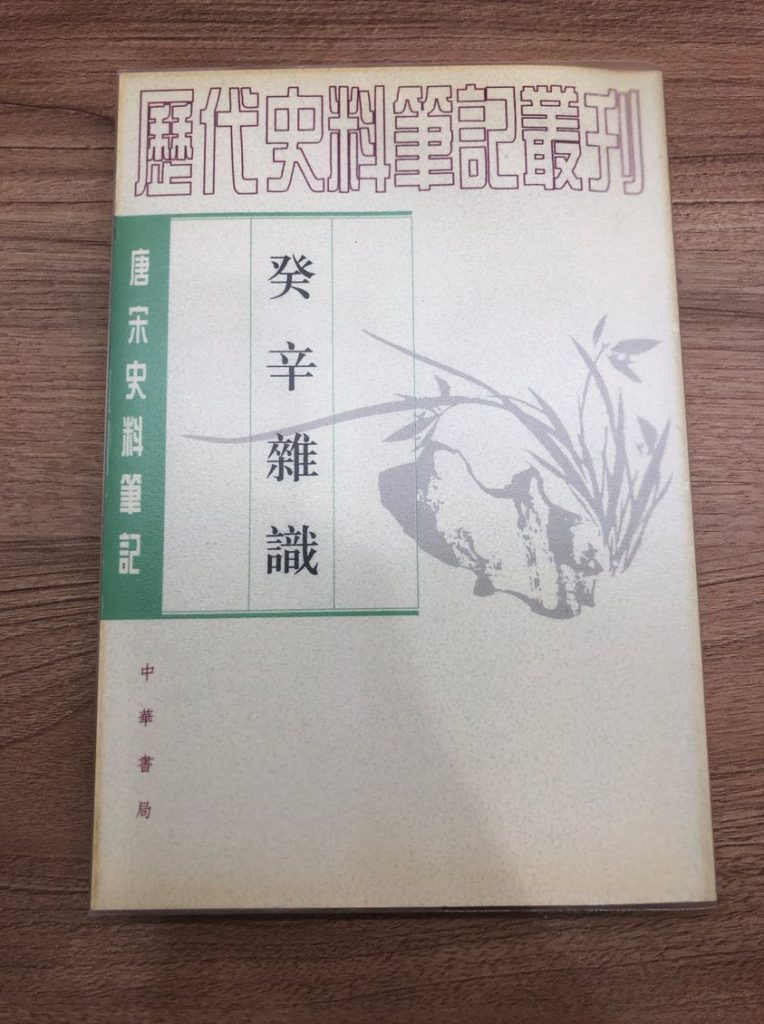 歷代史料筆記叢刊
唐宋史料筆記
癸辛雜識
中華書局